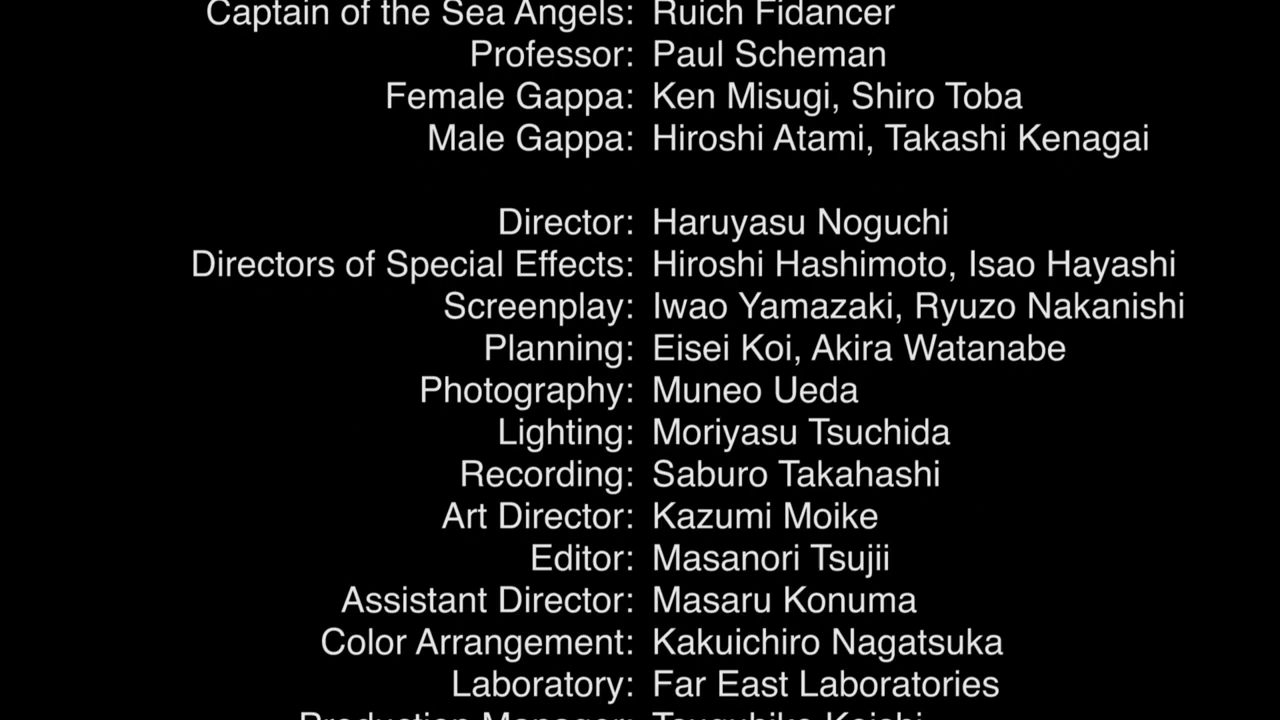 Captain of the Sea Angels: Ruich Fidancer
Professor: Paul Scheman
Female Gappa: Ken Misugi, Shiro Toba
Male Gappa: Hiroshi Atami, Takashi Kenagai
Director: Haruyasu Noguchi
Directors of Special Effects: Hiroshi Hashimoto, Isao Hayashi
Screenplay: Iwao Yamazaki, Ryuzo Nakanishi
Planning: Eisei Koi, Akira Watanabe
Photography: Muneo Ueda
Lighting: Moriyasu Tsuchida
Recording: Saburo Takahashi
Art Director: Kazumi Moike
Editor: Masanori Tsujii
Assistant Director: Masaru Konuma
Color Arrangement: Kakuichiro Nagatsuka
Laboratory: Far East Laboratories
Production Manager: